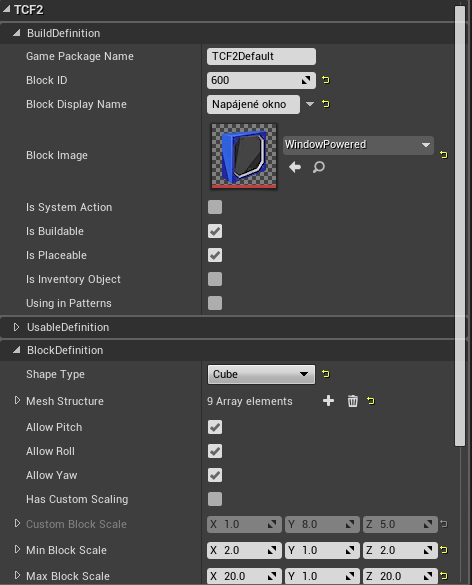 TCF2
BuildDefinition
Game Package Name TCF2Default
Block ID 600
Block Display Name Napájené okno
Block Image WindowPowered
Is System Action
Is Buildable
Is Placeable
Is Inventory Object
Using in Patterns
UsableDefinition
BlockDefinition
Shape Type Cube
Mesh Structure 9 Array elements
Allow Pitch
Allow Roll
Allow Yaw
Has Custom Scaling
Custom Block Scale X 1.0 Y 8.0 Z 5.0
Min Block Scale X 2.0 Y 1.0 Z 2.0
Max Block Scale X 20.0 Y 1.0 Z 20.0